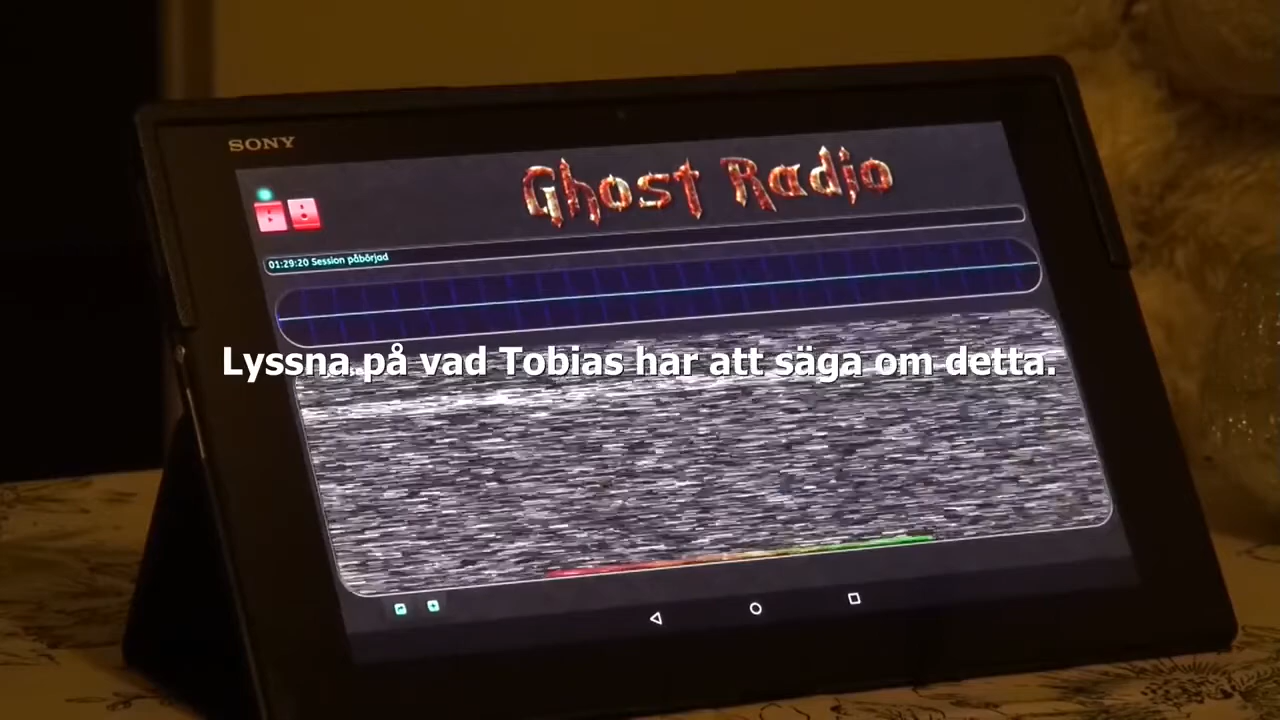 SONY
Ghost Radio
01:29:20 Session påbörjad
Lyssna på vad Tobias har att säga om detta.